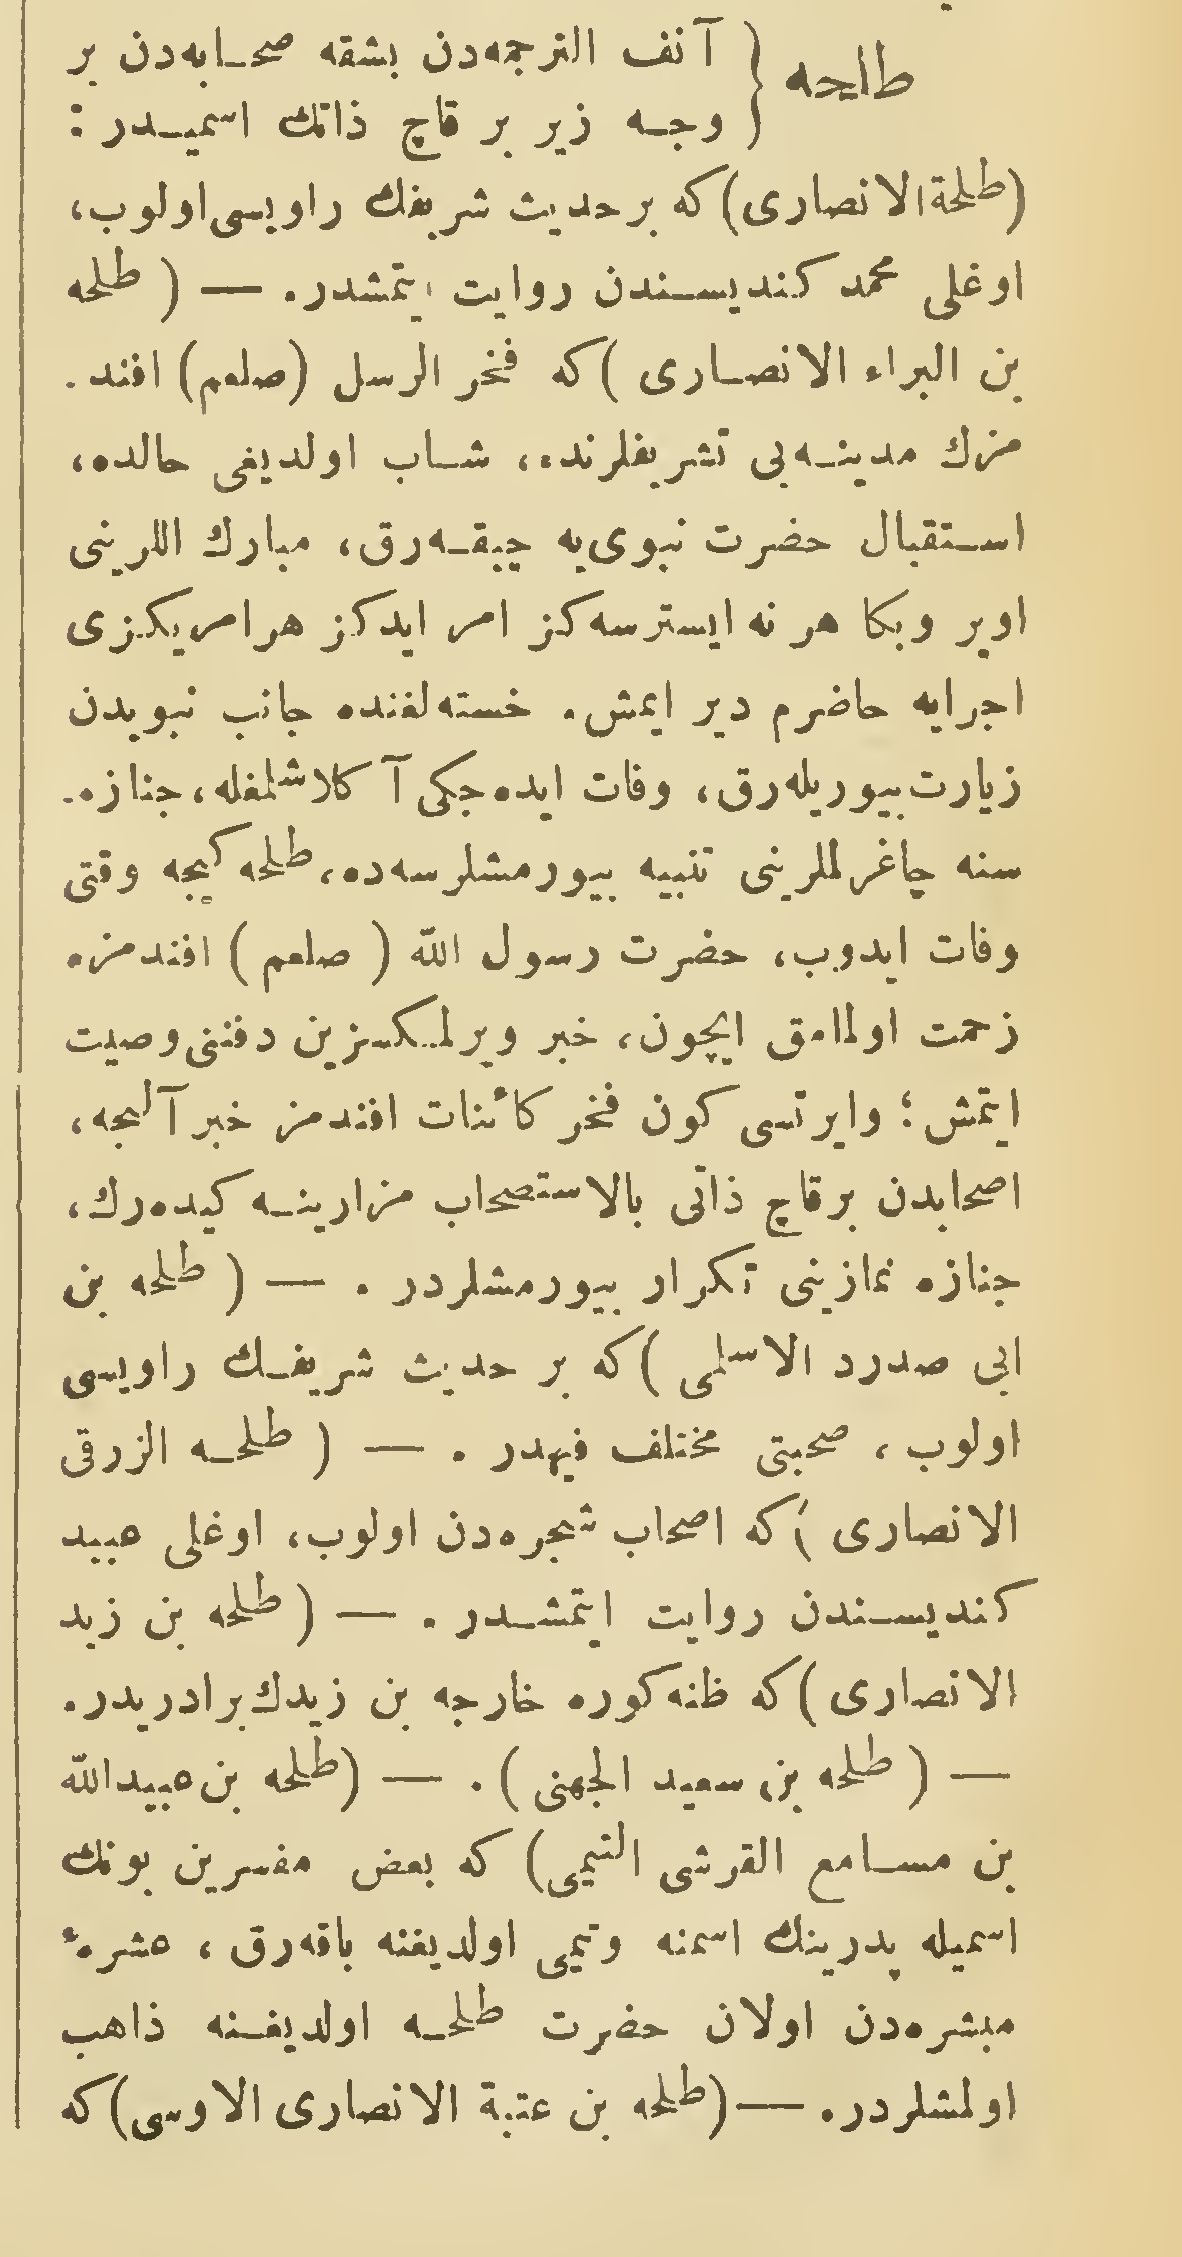 طلحه { آنف الترجمه‌دن بشقه صحابه‌دن بر
وجه زیر بر قاچ ذاتك اسمیدر :
(طلحة الانصاری) كه بر حدیث شریفك راویسی اولوب،
اوغلی محمد كندیسندن روایت ایتمشدر. — ( طلحه
بن البراء الانصاری ) كه فخر الرسل (صلعم) افند.
مزك مدینه‌یی تشریفلرنده، شاب اولدیغی حالده،
استقبال حضرت نبوی‌یه چیقه‌رق، مبارك اللرینی
اوپر وبكا هر نه ایسترسه‌كز امر ایدكز هر امریكزی
اجرایه حاضرم دیر ایمش. خسته‌لغنده جانب نبویدن
زیارت بیوریله‌رق، وفات ایده‌جكی آكلاشلمغله، جنازه.
سنه چاغرلملرینی تنبیه بیورمشلرسه‌ده، طلحه كیجه وقتی
وفات ایدوب، حضرت رسول الله ( صلعم ) افندمزه
زحمت اولمامق ایچون، خبر ویرلمكسزین دفننی وصیت
ایتمش ؛ وایرتسی كون فخر كائنات افندمز خبر آلیجه،
اصحابدن برقاچ ذاتی بالاستصحاب مزارینه كیده‌رك،
جنازه نمازینی تكرار بیورمشلردر . — ( طلحه بن
ابی صدرد الاسلمی ) كه بر حدیث شریفك راویسی
اولوب ، صحبتی مختلف فیهدر . — ( طلحه الزرقی
الانصاری ) كه اصحاب شجره‌دن اولوب، اوغلی عبید
كندیسندن روایت ایتمشدر . — ( طلحه بن زید
الانصاری ) كه ظنه كوره خارجه بن زیدك برادریدر.
— ( طلحه بن سعید الجهنی ) . — (طلحه بن عبیدالله
بن مسامع القرشی التیمی) كه بعض مفسرین بونك
اسمیله پدرینك اسمنه وتیمی اولدیغنه باقه‌رق ، عشرهٔ
مبشره‌دن اولان حضرت طلحه اولدیغنه ذاهب
اولمشلردر. — (طلحه بن عتبة الانصاری الاوسی) كه